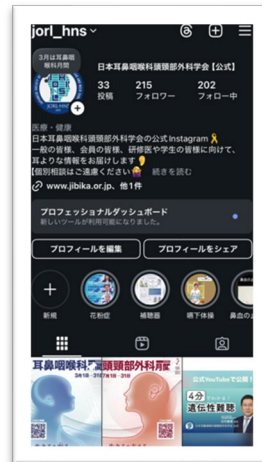 jorl_hns
3月は耳鼻咽
喉科月間
JORL HNS
日本耳鼻咽喉科頭頸部外科学会【公式】
33
215
202
投稿
フォロワー
フォロー中
医療・健康
日本耳鼻咽喉科頭頸部外科学会の公式Instagram🎗️
一般の皆様、会員の皆様、研修医や学生の皆様に向けて、
耳よりな情報をお届けします👂
【個別相談はご遠慮ください🙅 続きを読む
www.jibika.or.jp、他1件
プロフェッショナルダッシュボード
新しいツールが利用可能になりました。
プロフィールを編集
プロフィールをシェア
新規
花粉症
補聴器
嚥下体操
鼻血の
耳鼻咽喉科
頭頸部外科月間
公式YouTubeで公開!
4分
遺伝性難聴